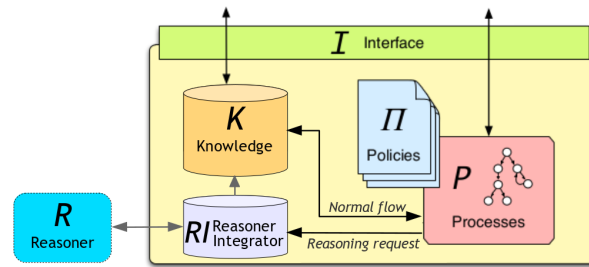 I Interface
K
Knowledge
Π
Policies
P
Processes
R
Reasoner
RI Reasoner
Integrator
Normal flow
Reasoning request